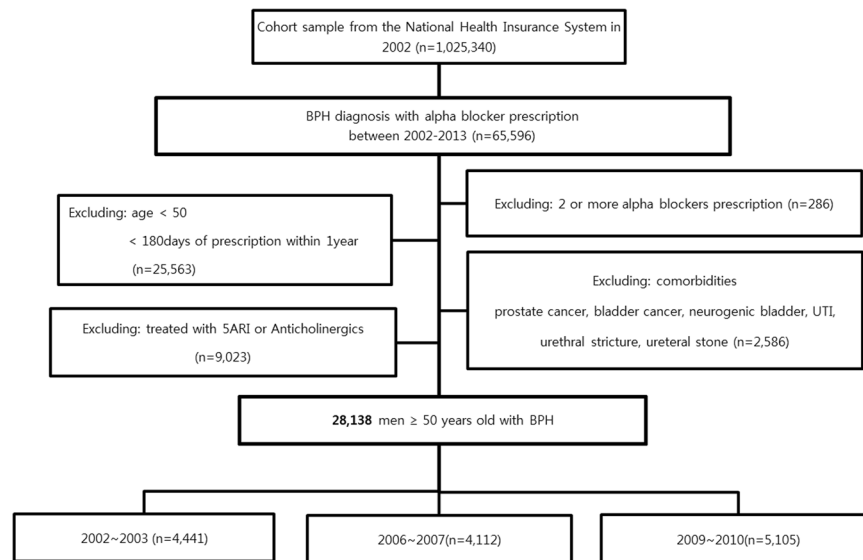 Cohort sample from the National Health Insurance System in
2002 (n=1,025,340)
BPH diagnosis with alpha blocker prescription
between 2002-2013 (n=65,596)
Excluding: 2 or more alpha blockers prescription (n=286)
Excluding: age < 50
< 180days of prescription within 1year
(n=25,563)
Excluding: comorbidities
prostate cancer, bladder cancer, neurogenic bladder, UTI,
urethral stricture, ureteral stone (n=2,586)
Excluding: treated with 5ARI or Anticholinergics
(n=9,023)
28,138 men ≥ 50 years old with BPH
2002~2003 (n=4,441)
2006~2007(n=4,112)
2009~2010(n=5,105)